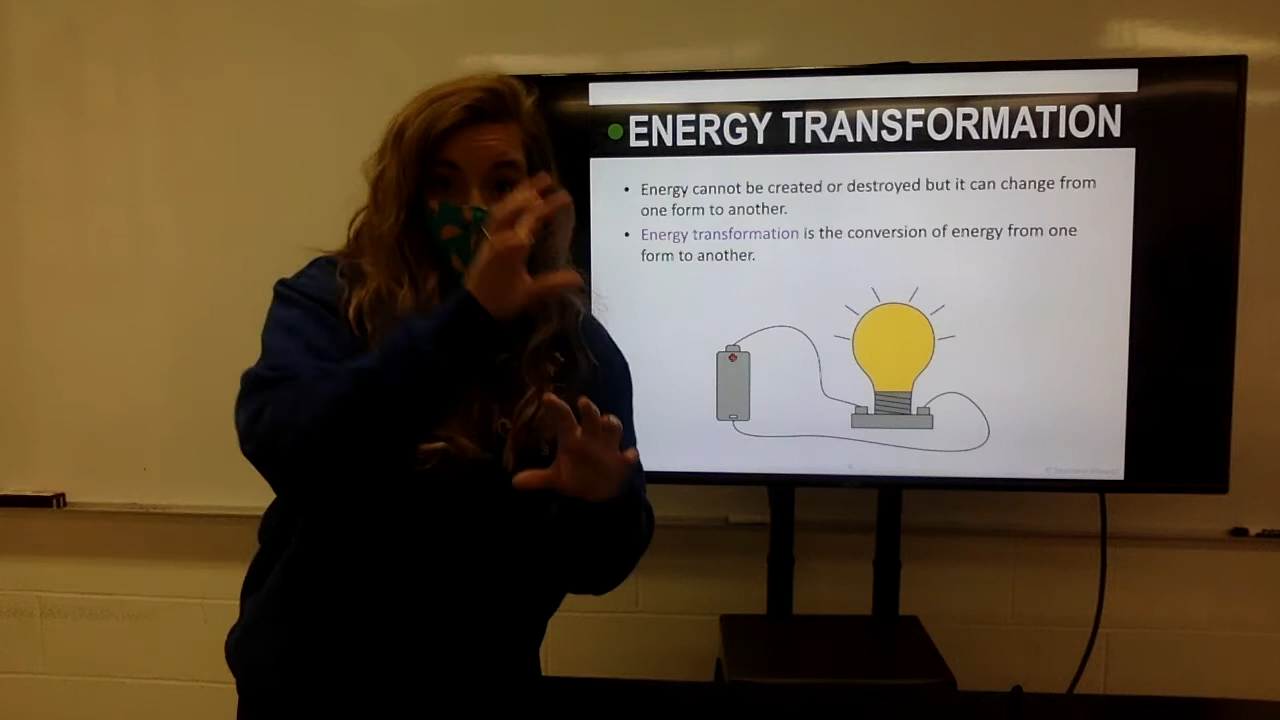 ENERGY TRANSFORMATION
• Energy cannot be created or destroyed but it can change from
one form to another.
• Energy transformation is the conversion of energy from one
form to another.